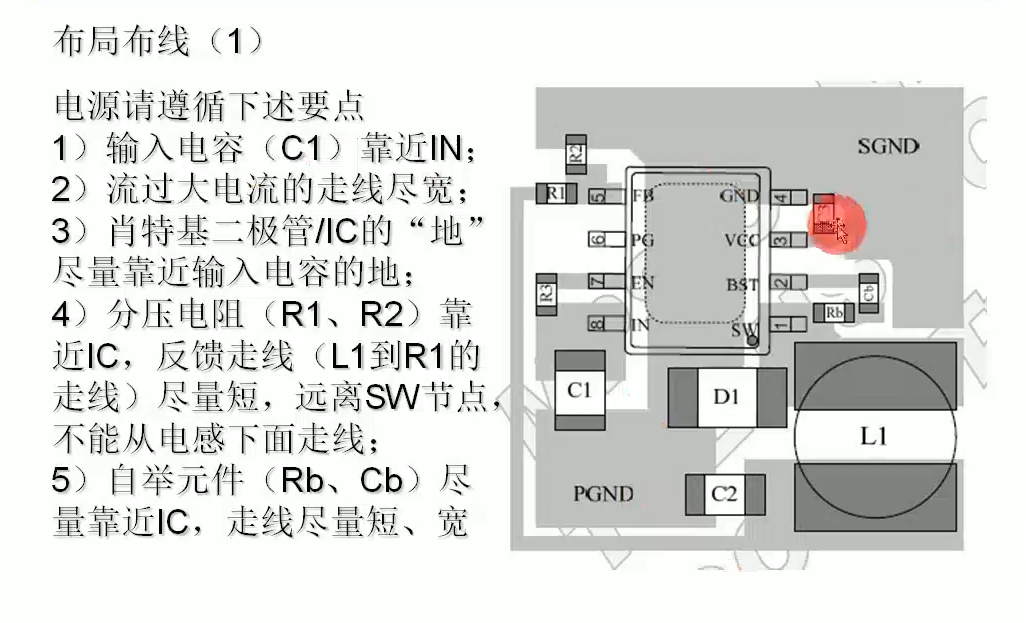 布局布线（1）
电源请遵循下述要点
1）输入电容（C1）靠近IN；
2）流过大电流的走线尽宽；
3）肖特基二极管/IC的“地”
尽量靠近输入电容的地；
4）分压电阻（R1、R2）靠
近IC，反馈走线（L1到R1的
走线）尽量短，远离SW节点，
不能从电感下面走线；
5）自举元件（Rb、Cb）尽
量靠近IC，走线尽量短、宽
SGND
R2
R1
5
FB
GND
4
6
PG
VCC
3
R3
7
EN
BST
2
Cb
Rb
8
IN
SW
1
C1
D1
L1
PGND
C2